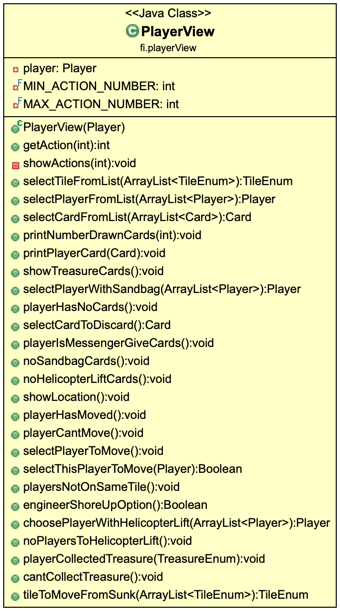 <<Java Class>>
PlayerView
fi.playerView
player: Player
MIN_ACTION_NUMBER: int
MAX_ACTION_NUMBER: int
PlayerView(Player)
getAction(int):int
showActions(int):void
selectTileFromList(ArrayList<TileEnum>):TileEnum
selectPlayerFromList(ArrayList<Player>):Player
selectCardFromList(ArrayList<Card>):Card
printNumberDrawnCards(int):void
printPlayerCard(Card):void
showTreasureCards():void
selectPlayerWithSandbag(ArrayList<Player>):Player
playerHasNoCards():void
selectCardToDiscard():Card
playerIsMessengerGiveCards():void
noSandbagCards():void
noHelicopterLiftCards():void
showLocation():void
playerHasMoved():void
playerCantMove():void
selectPlayerToMove():void
selectThisPlayerToMove(Player):Boolean
playersNotOnSameTile():void
engineerShoreUpOption():Boolean
choosePlayerWithHelicopterLift(ArrayList<Player>):Player
noPlayersToHelicopterLift():void
playerCollectedTreasure(TreasureEnum):void
cantCollectTreasure():void
tileToMoveFromSunk(ArrayList<TileEnum>):TileEnum